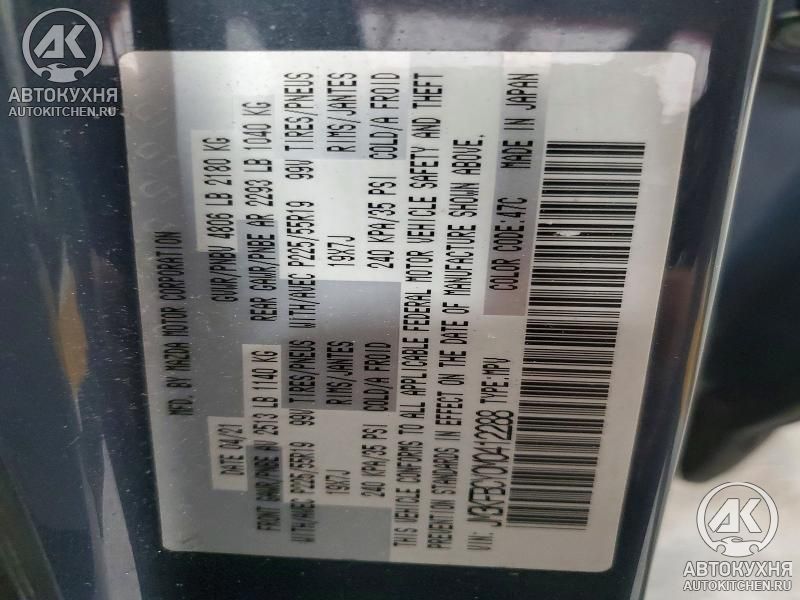 MFD. BY MAZDA MOTOR CORPORATION
DATE 04/21 GVWR/PNBV 4806 LB 2180 KG
FRONT GAWR/PNBE AV 2513 LB 1140 KG REAR GAWR/PNBE AR 2293 LB 1040 KG
WITH/AVEC P225/55R19 99V TIRES/PNEUS WITH/AVEC P225/55R19 99V TIRES/PNEUS
19X7J RIMS/JANTES 19X7J RIMS/JANTES
240 KPA/35 PSI COLD/A FROID 240 KPA/35 PSI COLD/A FROID
THIS VEHICLE CONFORMS TO ALL APPLICABLE FEDERAL MOTOR VEHICLE SAFETY AND THEFT
PREVENTION STANDARDS IN EFFECT ON THE DATE OF MANUFACTURE SHOWN ABOVE.
VIN: JM3KFBCY0M0412288 TYPE:MPV COLOR CODE:47C MADE IN JAPAN
АК
АВТОКУХНЯ
AUTOKITCHEN.RU
АК
АВТОКУХНЯ
AUTOKITCHEN.RU